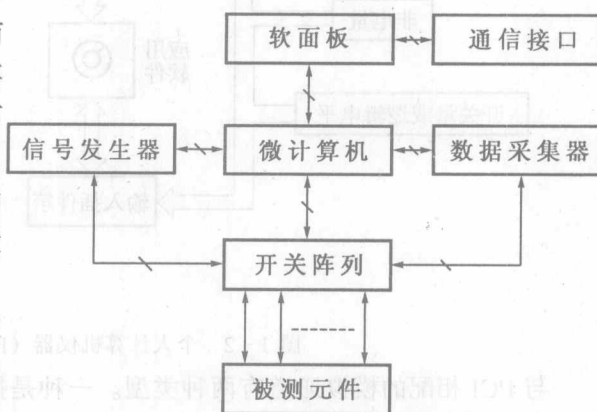 软面板
通信接口
信号发生器
微计算机
数据采集器
开关阵列
被测元件